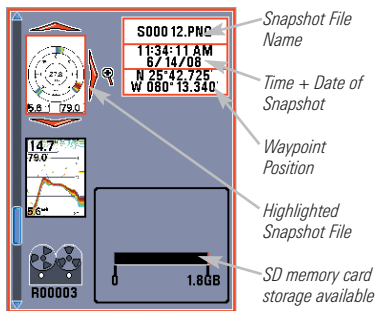 S00012.PNG
11:34:11 AM
6/14/08
N 25°42.725'
W 080°13.340'
27.8
5.6 79.0
14.7
79.0
5.6
R00003
0 1.8GB
Snapshot File
Name
Time + Date of
Snapshot
Waypoint
Position
Highlighted
Snapshot File
SD memory card
storage available